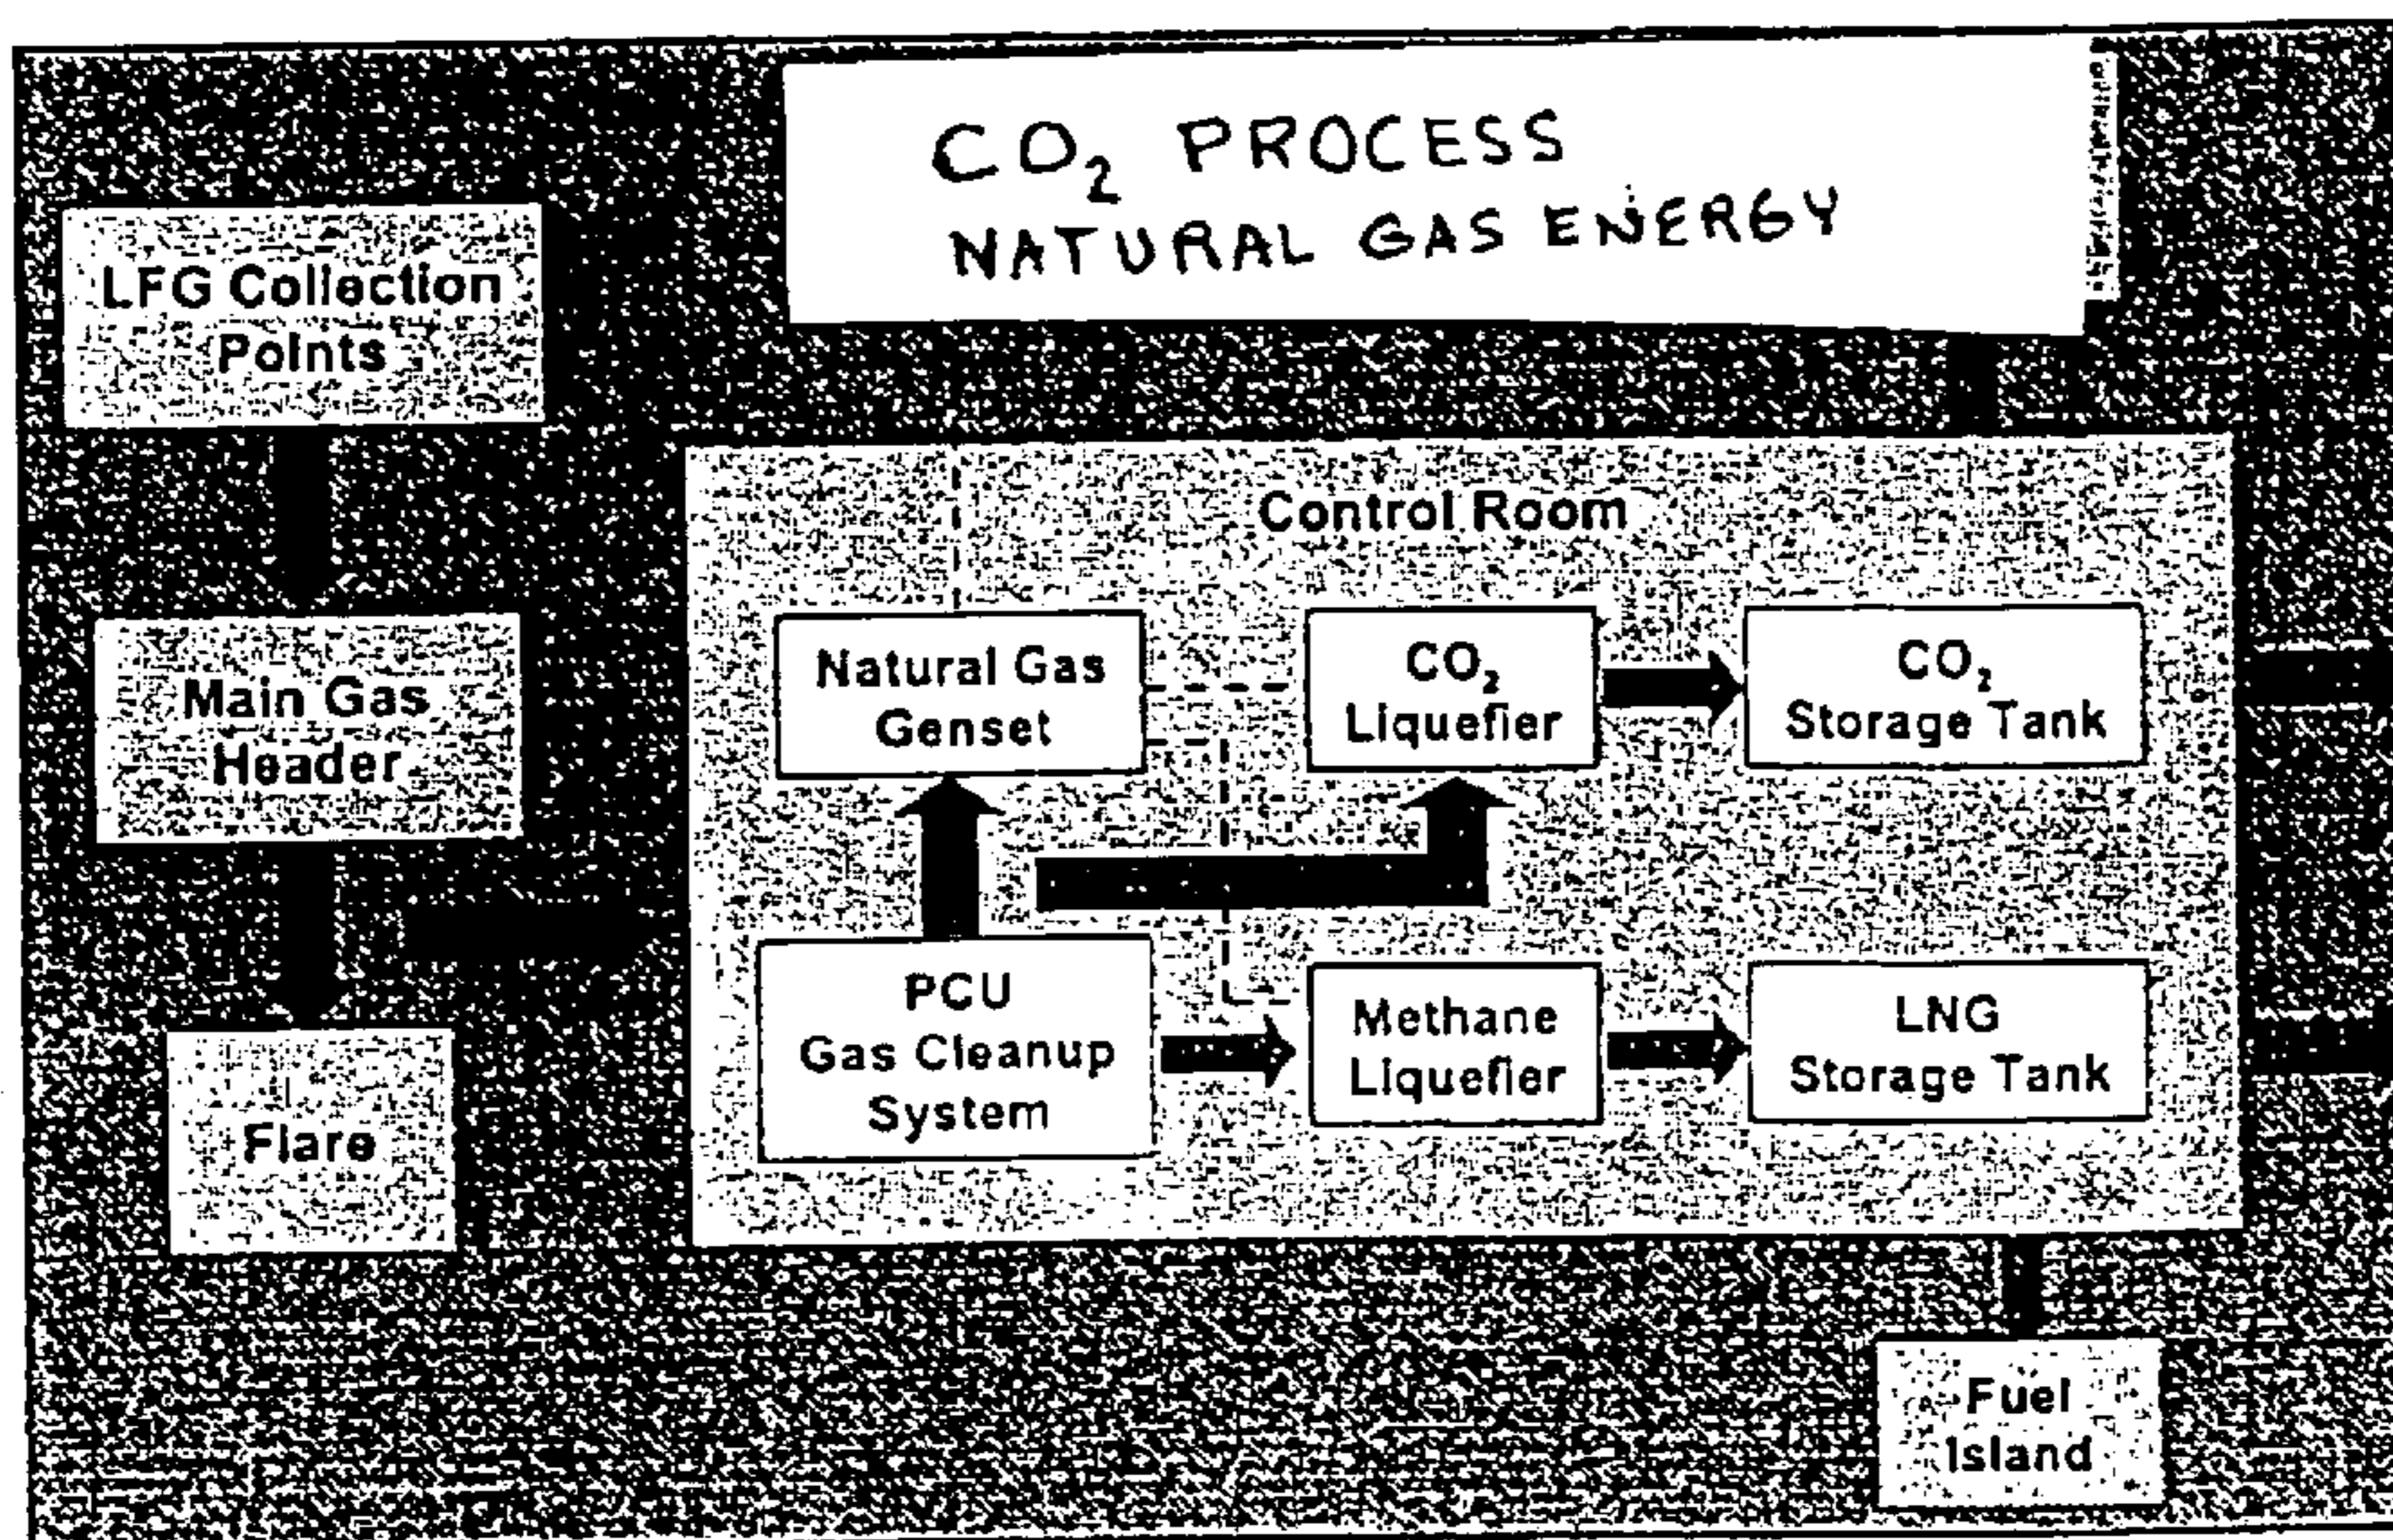 CO₂ PROCESS
NATURAL GAS ENERGY
LFG Collection
Points
Main Gas
Header
Flare
Control Room
Natural Gas
Genset
CO₂
Liquefier
CO₂
Storage Tank
PCU
Gas Cleanup
System
Methane
Liquefier
LNG
Storage Tank
Fuel
Island